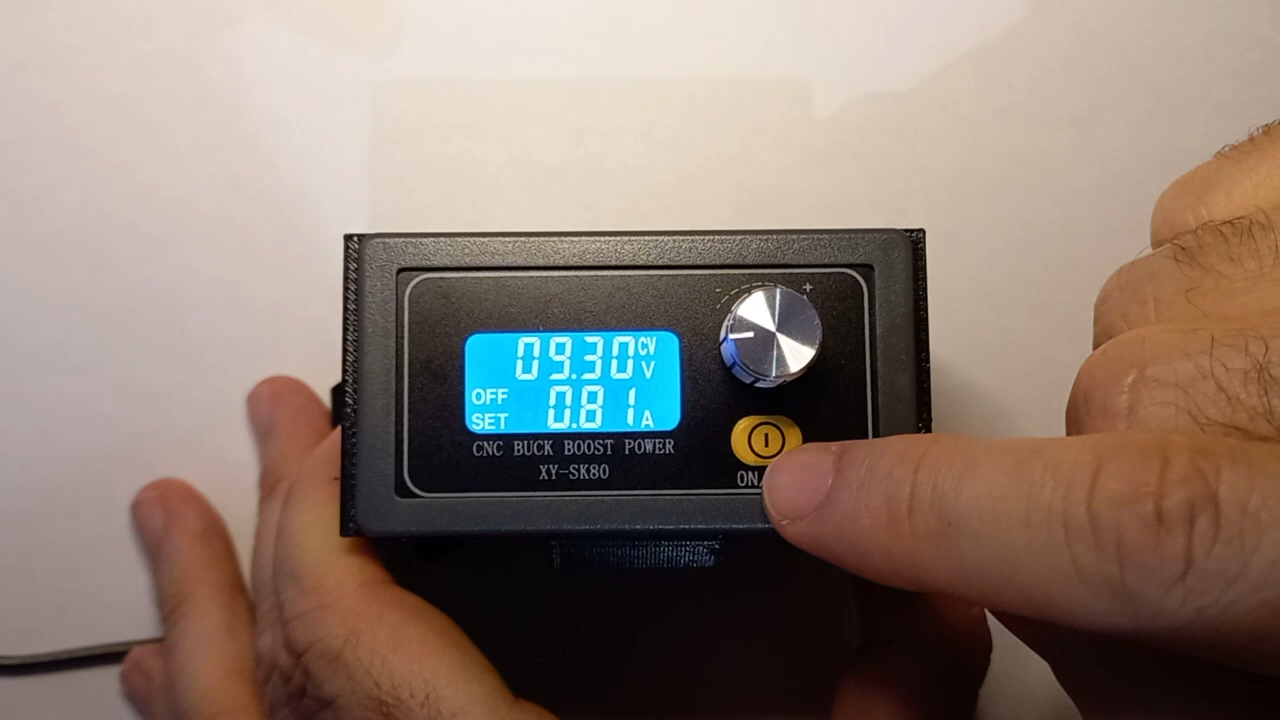 - +
09.30 CV V
OFF
SET 0.81 A
CNC BUCK BOOST POWER
XY-SK80
ON/